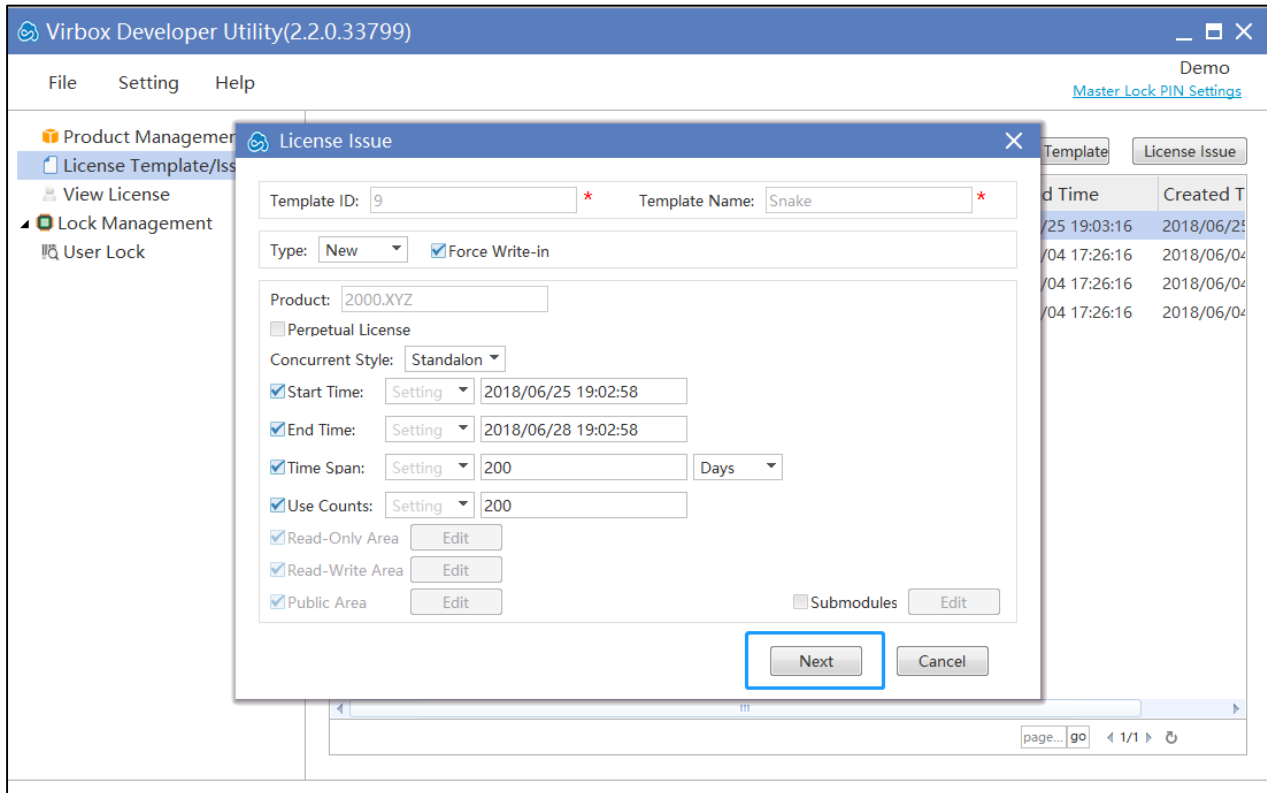 Virbox Developer Utility(2.2.0.33799)
File Setting Help
Demo
Master Lock PIN Settings
Product Managemer
License Template/Iss
View License
Lock Management
User Lock
Template License Issue
d Time Created T
/25 19:03:16 2018/06/25
/04 17:26:16 2018/06/04
/04 17:26:16 2018/06/04
/04 17:26:16 2018/06/04
License Issue
Template ID: 9 * Template Name: Snake *
Type: New Force Write-in
Product: 2000.XYZ
Perpetual License
Concurrent Style: Standalon
Start Time: Setting 2018/06/25 19:02:58
End Time: Setting 2018/06/28 19:02:58
Time Span: Setting 200 Days
Use Counts: Setting 200
Read-Only Area Edit
Read-Write Area Edit
Public Area Edit Submodules Edit
Next Cancel
page... go 1/1